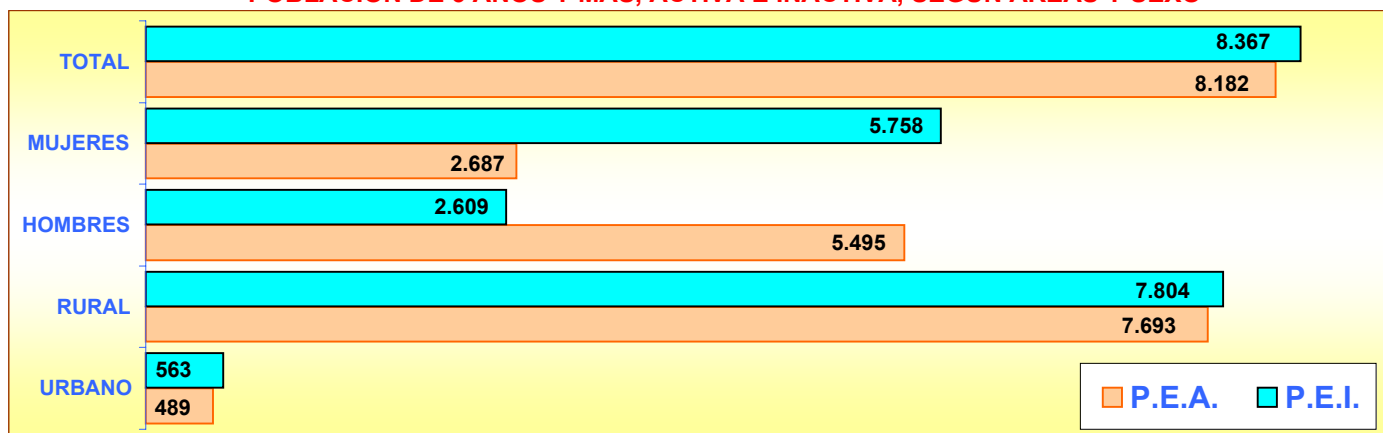 TOTAL
8.367
8.182
MUJERES
5.758
2.687
HOMBRES
2.609
5.495
RURAL
7.804
7.693
URBANO
563
489
P.E.A.
P.E.I.